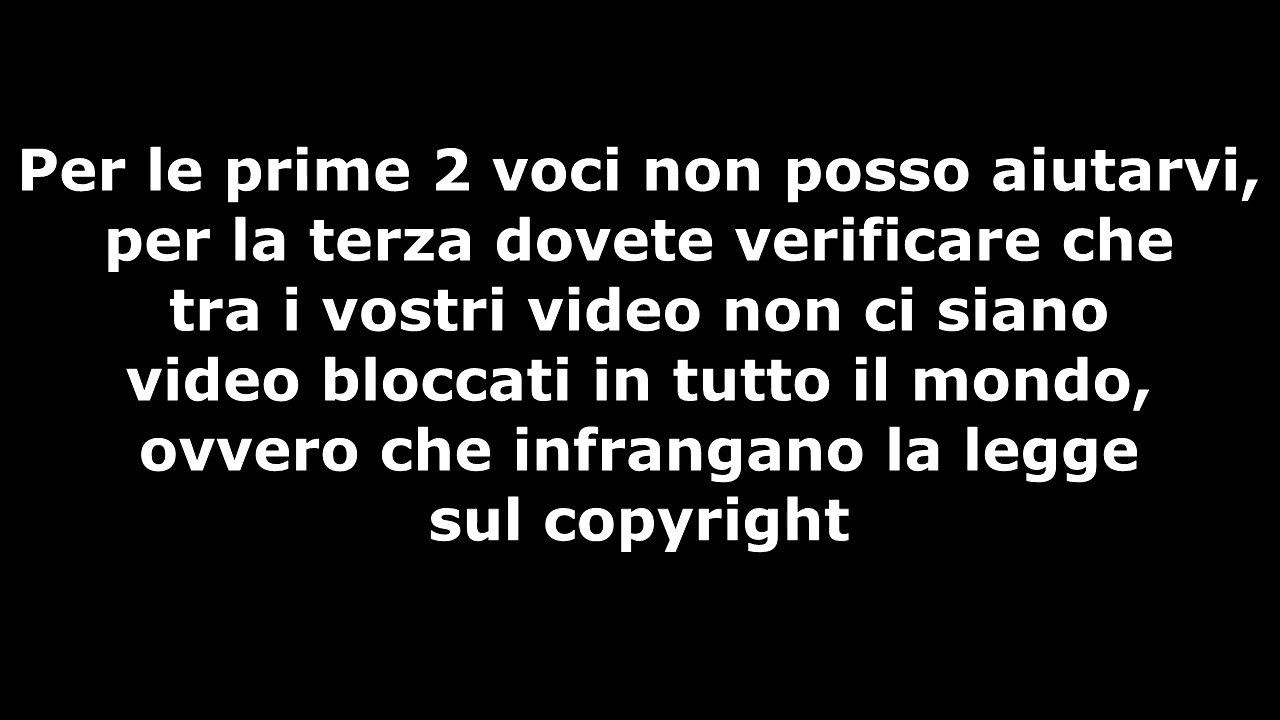 Per le prime 2 voci non posso aiutarvi,
per la terza dovete verificare che
tra i vostri video non ci siano
video bloccati in tutto il mondo,
ovvero che infrangano la legge
sul copyright